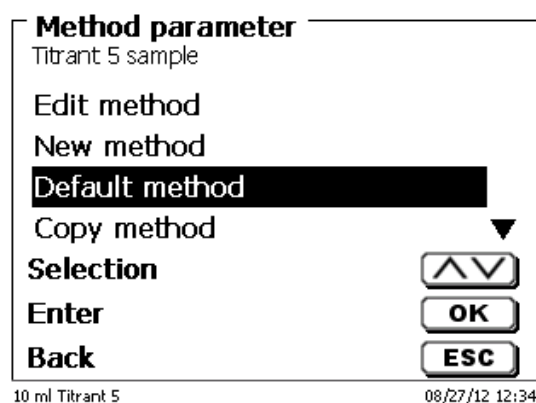 Method parameter
Titrant 5 sample
Edit method
New method
Default method
Copy method
Selection
Enter OK
Back ESC
10 ml Titrant 5 08/27/12 12:34